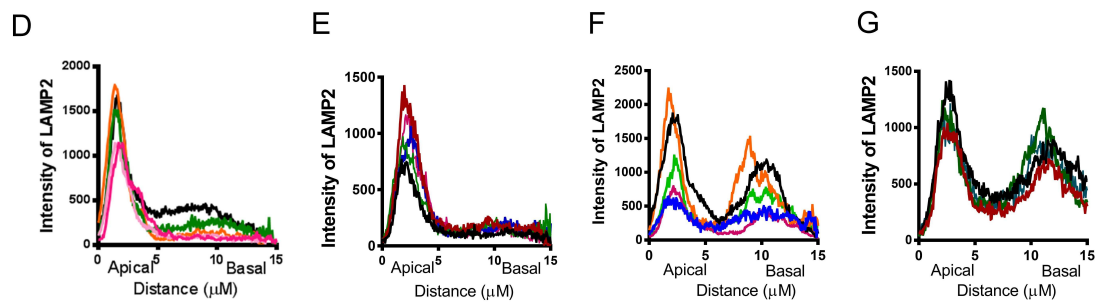 D
Intensity of LAMP2
2000
1500
1000
500
0
0 5 10 15
Apical Basal
Distance (μM)
E
Intensity of LAMP2
1500
1000
500
0
0 5 10 15
Apical Basal
Distance (μM)
F
Intensity of LAMP2
2500
2000
1500
1000
500
0
0 5 10 15
Apical Basal
Distance (μM)
G
Intensity of LAMP2
1500
1000
500
0
0 5 10 15
Apical Basal
Distance (μM)